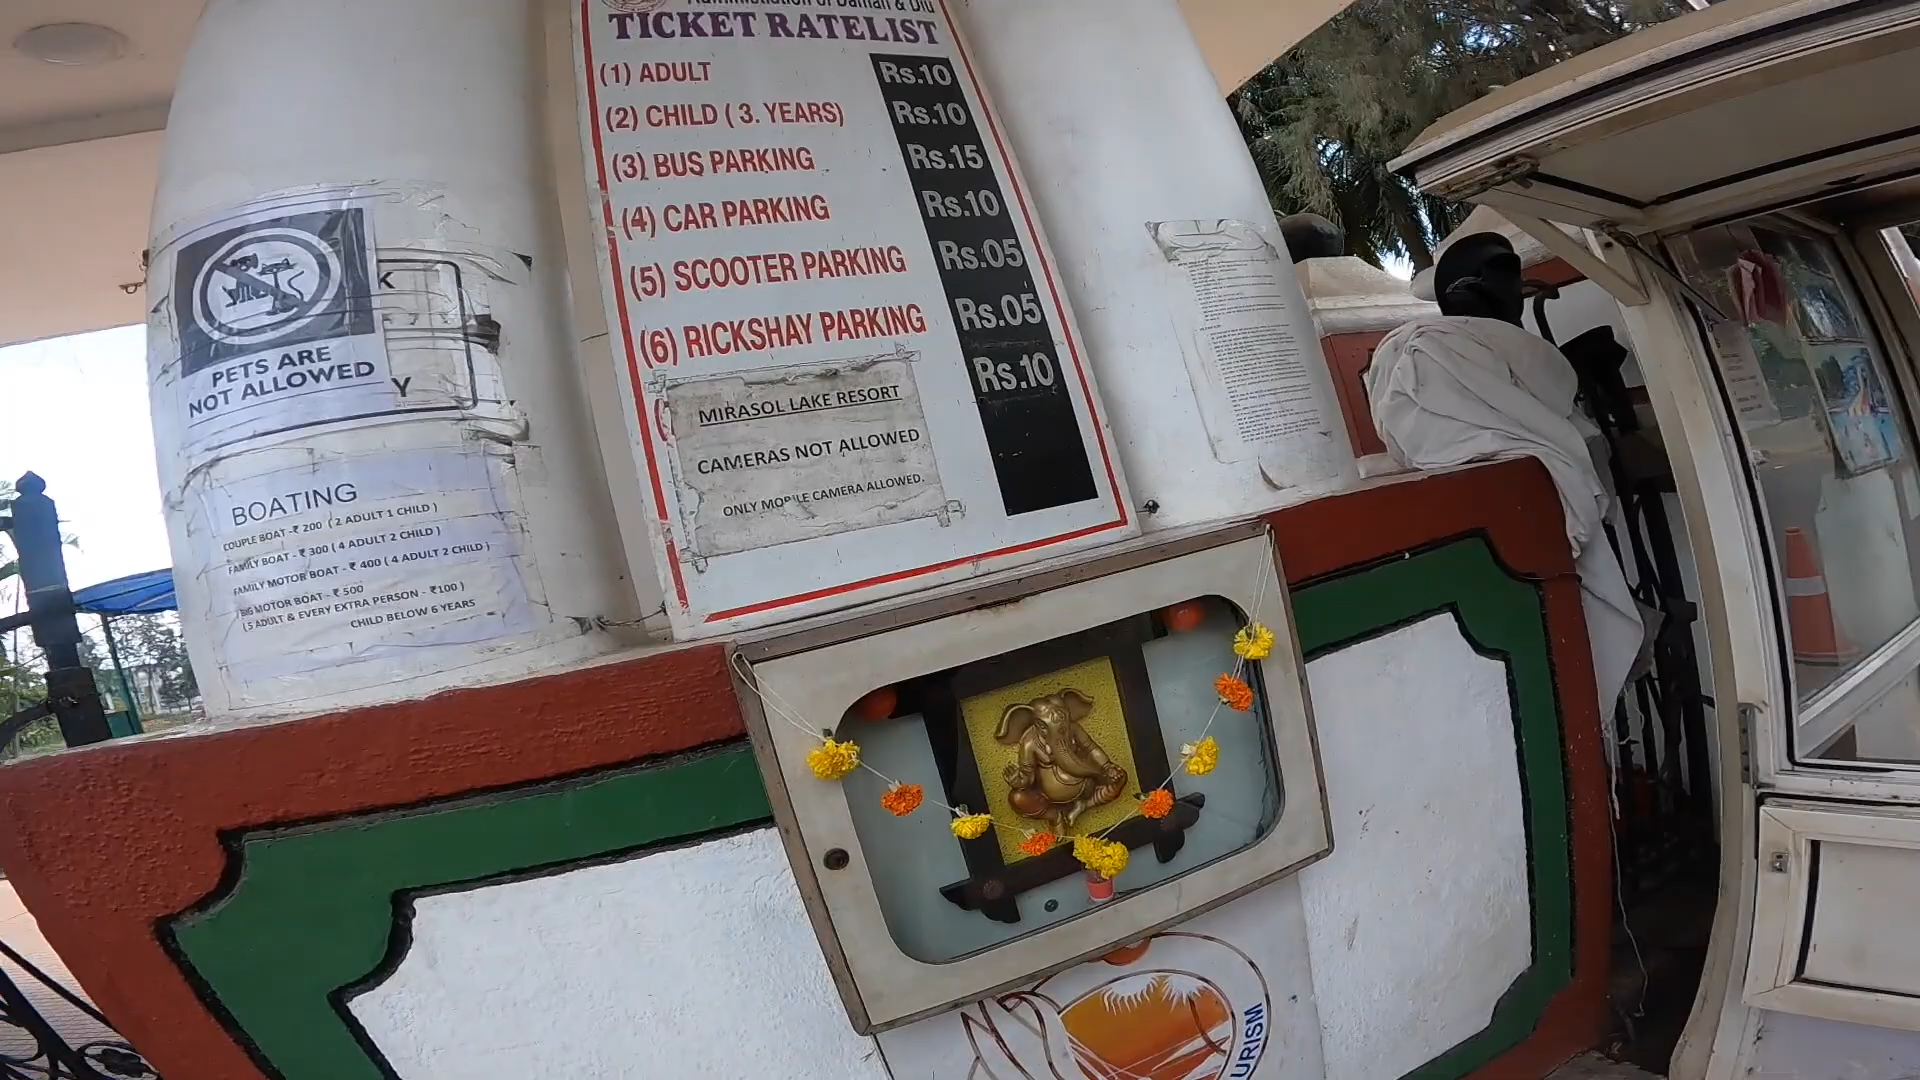 Administration of Daman & Diu
TICKET RATELIST
(1) ADULT Rs.10
(2) CHILD ( 3. YEARS) Rs.10
(3) BUS PARKING Rs.15
(4) CAR PARKING Rs.10
(5) SCOOTER PARKING Rs.05
(6) RICKSHAY PARKING Rs.05
Rs.10
MIRASOL LAKE RESORT
CAMERAS NOT ALLOWED
ONLY MOBILE CAMERA ALLOWED.
PETS ARE
NOT ALLOWED
K
Y
BOATING
COUPLE BOAT -₹ 200 ( 2 ADULT 1 CHILD )
FAMILY BOAT - ₹ 300 ( 4 ADULT 2 CHILD )
FAMILY MOTOR BOAT - ₹ 400 ( 4 ADULT 2 CHILD )
BIG MOTOR BOAT - ₹ 500
( 5 ADULT & EVERY EXTRA PERSON - ₹100 )
CHILD BELOW 6 YEARS
URISM